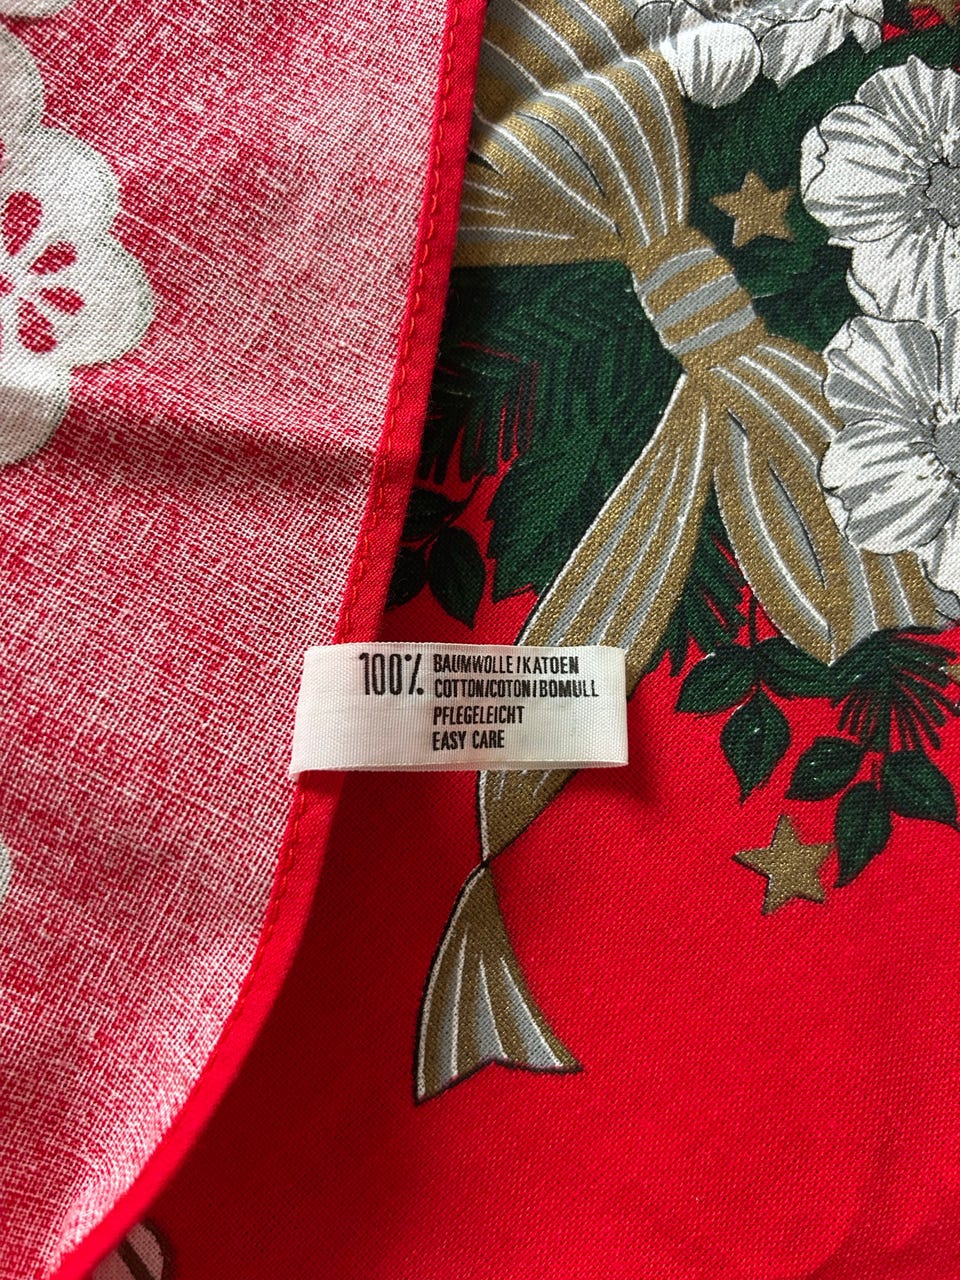 100% BAUMWOLLE/KATOEN
COTTON/COTON/BOMULL
PFLEGELEICHT
EASY CARE